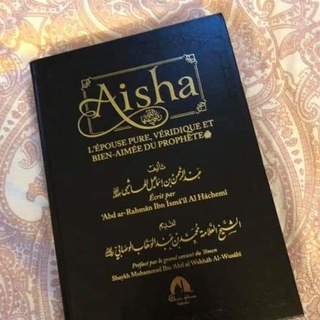 Aisha
L'ÉPOUSE PURE, VÉRIDIQUE ET
BIEN-AIMÉE DU PROPHÈTE
تأليف
عبد الرحمن بن إسماعيل الهاشمي
Écrit par
'Abd ar-Rahmân Ibn Ismâ'îl Al Hâchemî
تقديم
الشيخ العلامة محمد بن عبد الوهاب الوصابي
Préfacé par le grand savant du Yémen
Shaykh Muhammad Ibn 'Abd al Wahhâb Al-Wusâbî